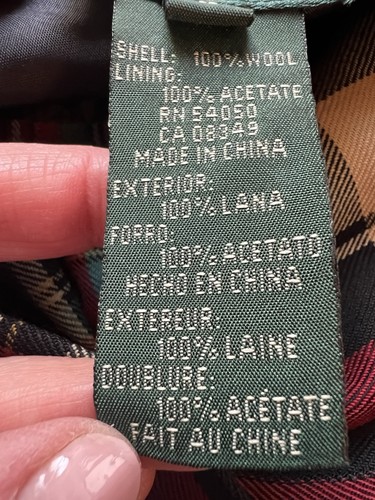 SHELL: 100% WOOL
LINING:
100% ACETATE
RN 54050
CA 08349
MADE IN CHINA
EXTERIOR:
100% LANA
FORRO:
100% ACETATO
HECHO EN CHINA
EXTEREUR:
100% LAINE
DOUBLURE:
100% ACÉTATE
FAIT AU CHINE